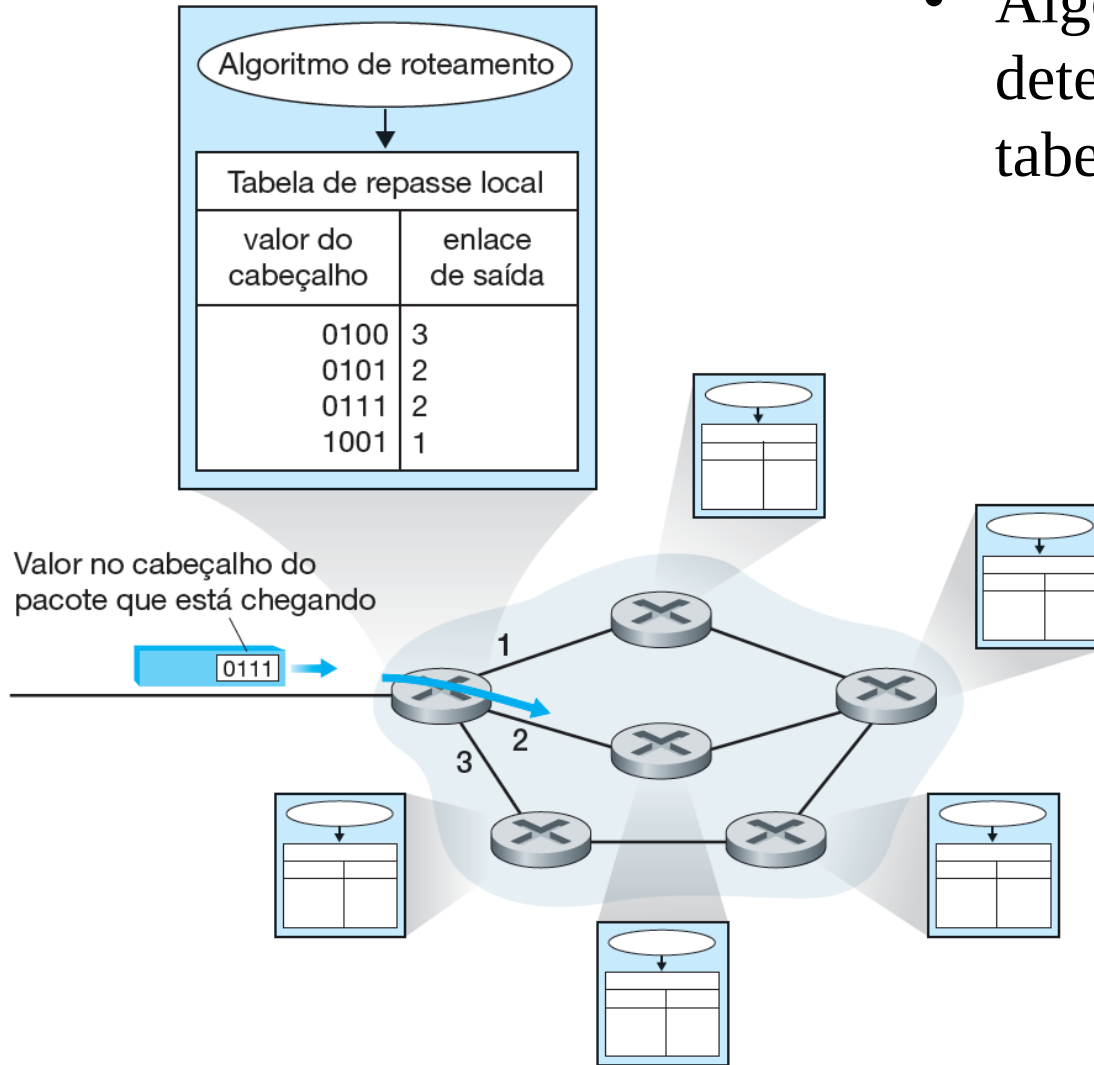 Algoritmo de roteamento
Tabela de repasse local
valor do cabeçalho
enlace de saída
0100 3
0101 2
0111 2
1001 1
Valor no cabeçalho do
pacote que está chegando
0111
1
2
3